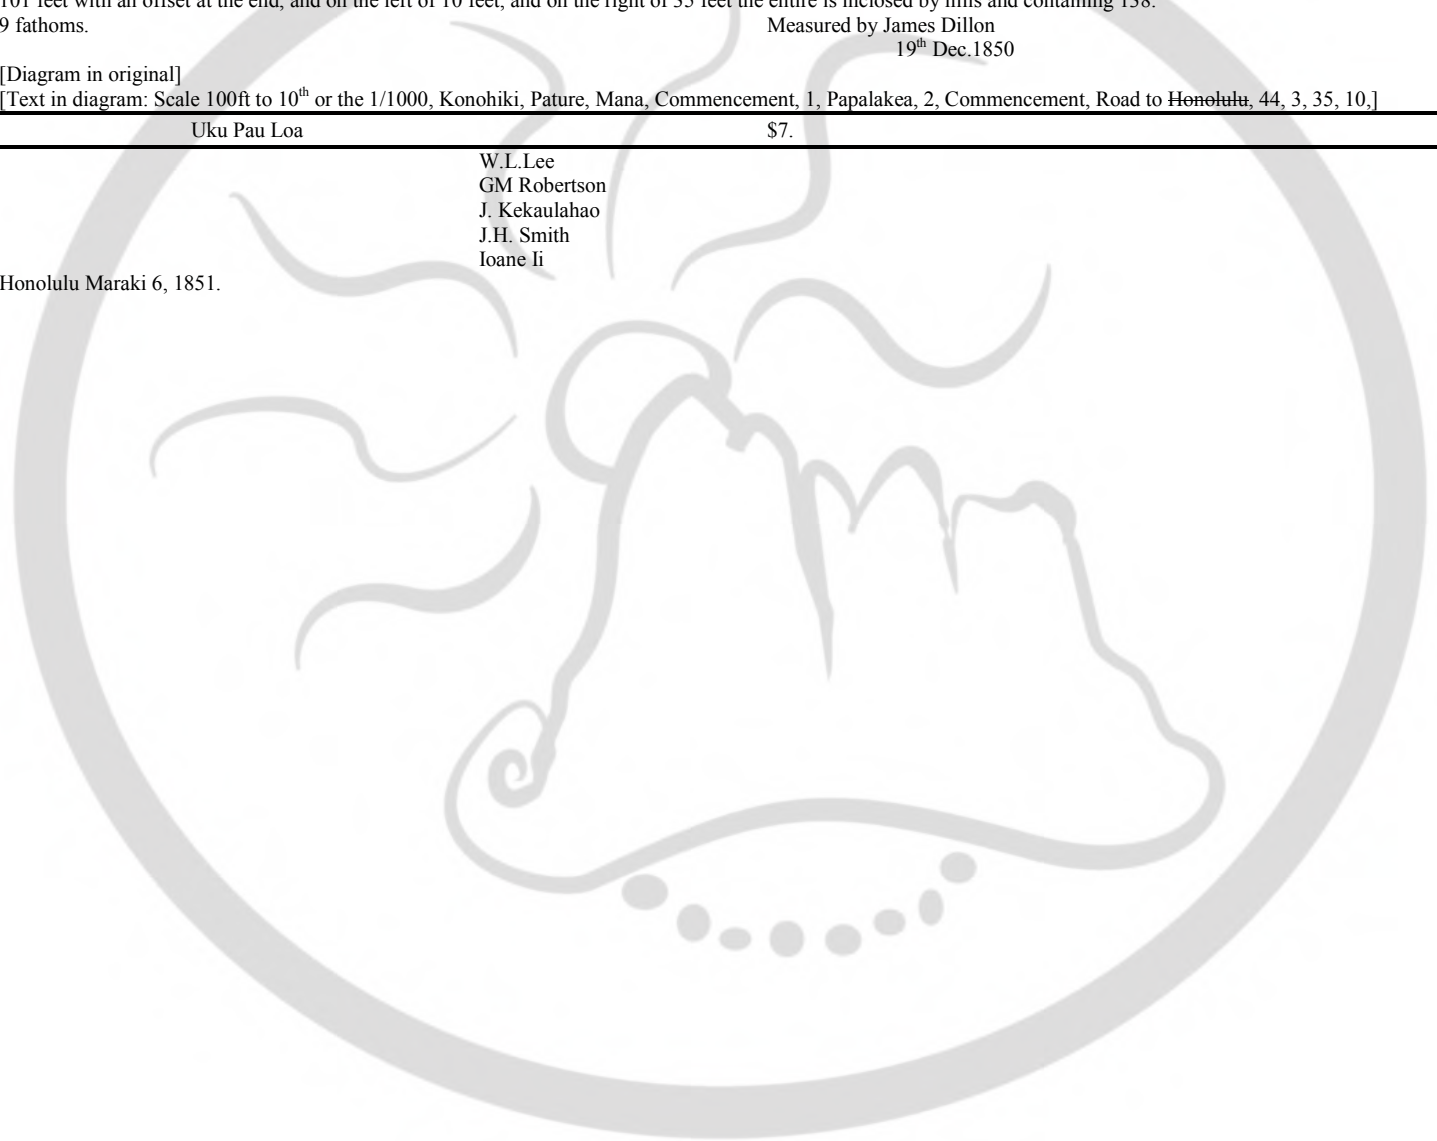 101 feet with an offset at the end, and on the left of 10 feet, and on the right of 35 feet the entire is inclosed by hills and containing 138.
9 fathoms. Measured by James Dillon
19th Dec.1850
[Diagram in original]
[Text in diagram: Scale 100ft to 10th or the 1/1000, Konohiki, Pature, Mana, Commencement, 1, Papalakea, 2, Commencement, Road to Honolulu, 44, 3, 35, 10,]
Uku Pau Loa $7.
W.L.Lee
GM Robertson
J. Kekaulahao
J.H. Smith
Ioane Ii
Honolulu Maraki 6, 1851.